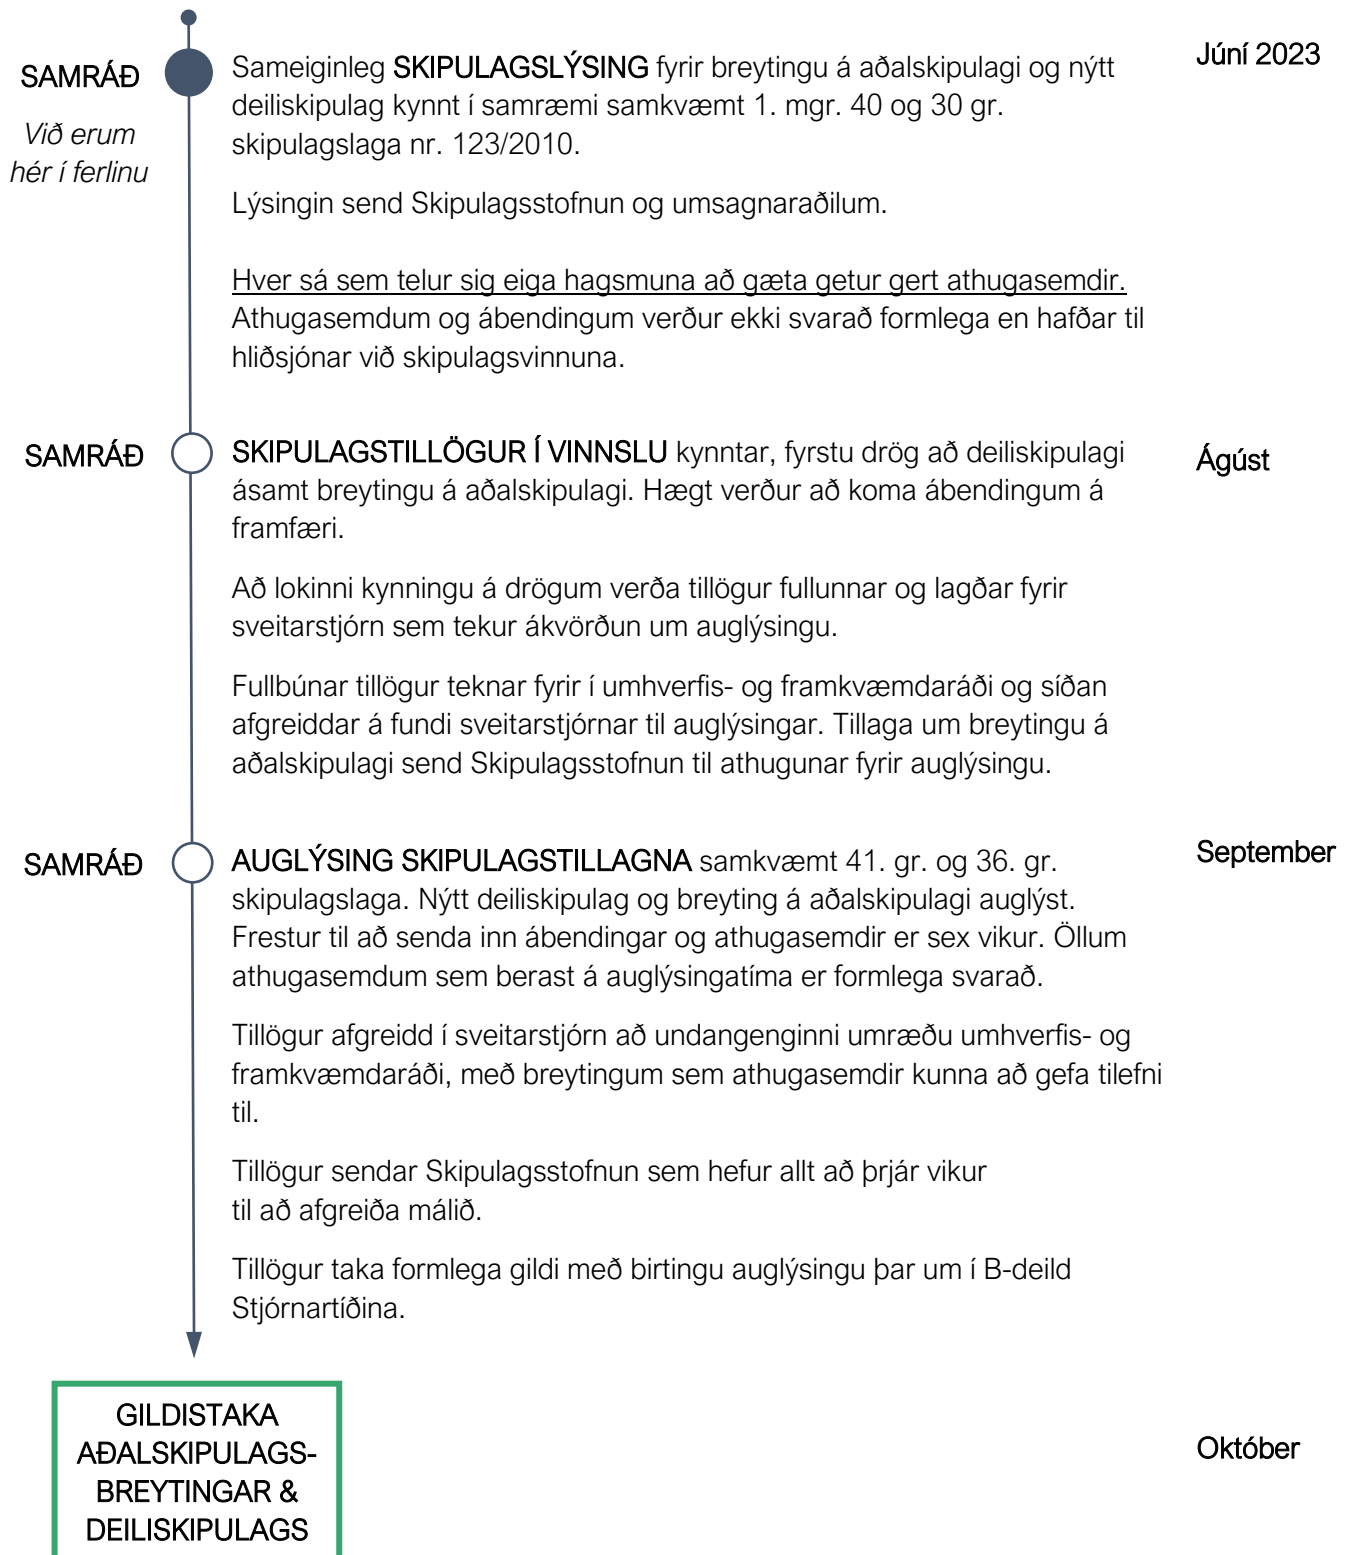 Júní 2023
SAMRÁÐ
Við erum
hér í ferlinu
Sameiginleg SKIPULAGSLÝSING fyrir breytingu á aðalskipulagi og nýtt
deiliskipulag kynnt í samræmi samkvæmt 1. mgr. 40 og 30 gr.
skipulagslaga nr. 123/2010.
Lýsingin send Skipulagsstofnun og umsagnaraðilum.
Hver sá sem telur sig eiga hagsmuna að gæta getur gert athugasemdir.
Athugasemdum og ábendingum verður ekki svarað formlega en hafðar til
hliðsjónar við skipulagsvinnuna.
SAMRÁÐ
SKIPULAGSTILLÖGUR Í VINNSLU kynntar, fyrstu drög að deiliskipulagi
ásamt breytingu á aðalskipulagi. Hægt verður að koma ábendingum á
framfæri.
Ágúst
Að lokinni kynningu á drögum verða tillögur fullunnar og lagðar fyrir
sveitarstjórn sem tekur ákvörðun um auglýsingu.
Fullbúnar tillögur teknar fyrir í umhverfis- og framkvæmdaráði og síðan
afgreiddar á fundi sveitarstjórnar til auglýsingar. Tillaga um breytingu á
aðalskipulagi send Skipulagsstofnun til athugunar fyrir auglýsingu.
SAMRÁÐ
AUGLÝSING SKIPULAGSTILLAGNA samkvæmt 41. gr. og 36. gr.
skipulagslaga. Nýtt deiliskipulag og breyting á aðalskipulagi auglýst.
Frestur til að senda inn ábendingar og athugasemdir er sex vikur. Öllum
athugasemdum sem berast á auglýsingatíma er formlega svarað.
September
Tillögur afgreidd í sveitarstjórn að undangenginni umræðu umhverfis- og
framkvæmdaráði, með breytingum sem athugasemdir kunna að gefa tilefni
til.
Tillögur sendar Skipulagsstofnun sem hefur allt að þrjár vikur
til að afgreiða málið.
Tillögur taka formlega gildi með birtingu auglýsingu þar um í B-deild
Stjórnartíðina.
GILDISTAKA
AÐALSKIPULAGS-
BREYTINGAR &
DEILISKIPULAGS
Október